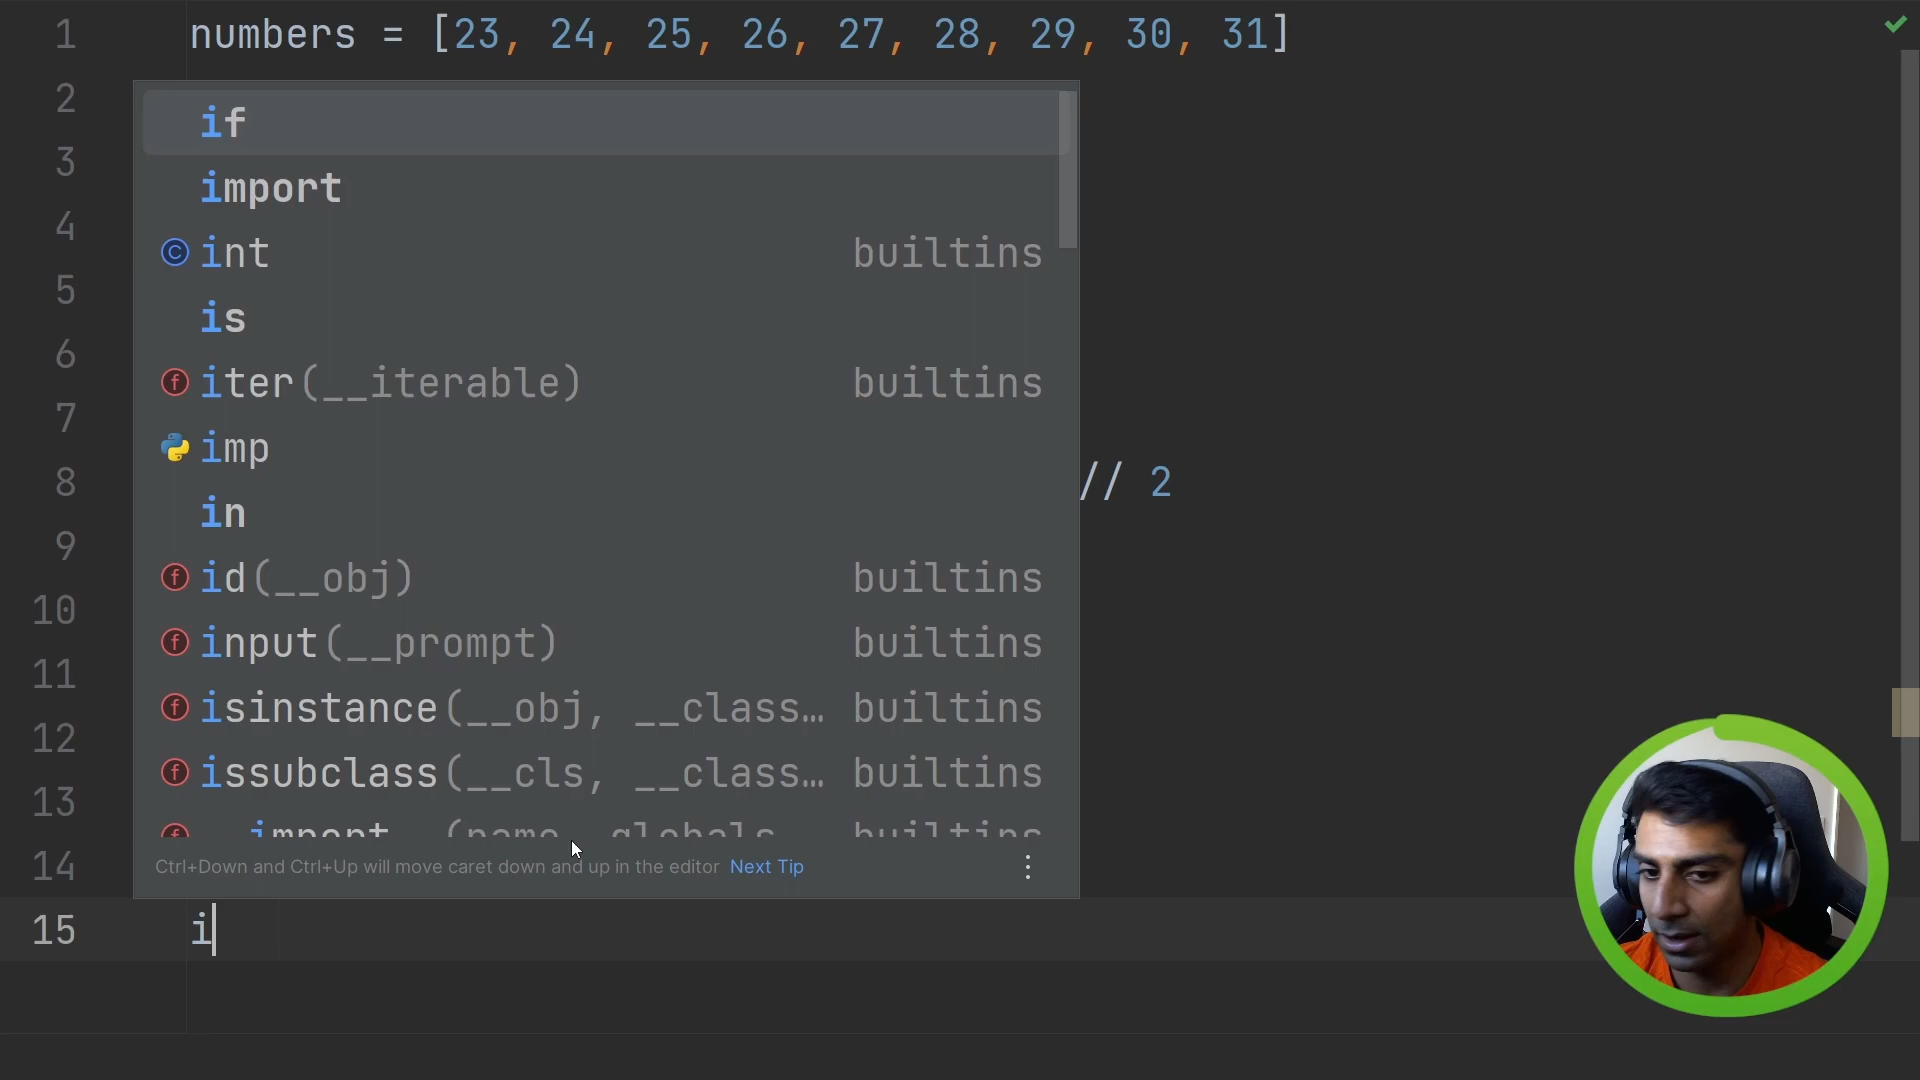 1 numbers = [23, 24, 25, 26, 27, 28, 29, 30, 31]
2
if
3
import
4
int builtins
5
is
6
iter(__iterable) builtins
7
imp
8 // 2
in
9
id(__obj) builtins
10
input(__prompt) builtins
11
isinstance(__obj, __class… builtins
12
issubclass(__cls, __class… builtins
13
14
Ctrl+Down and Ctrl+Up will move caret down and up in the editor Next Tip
15 i